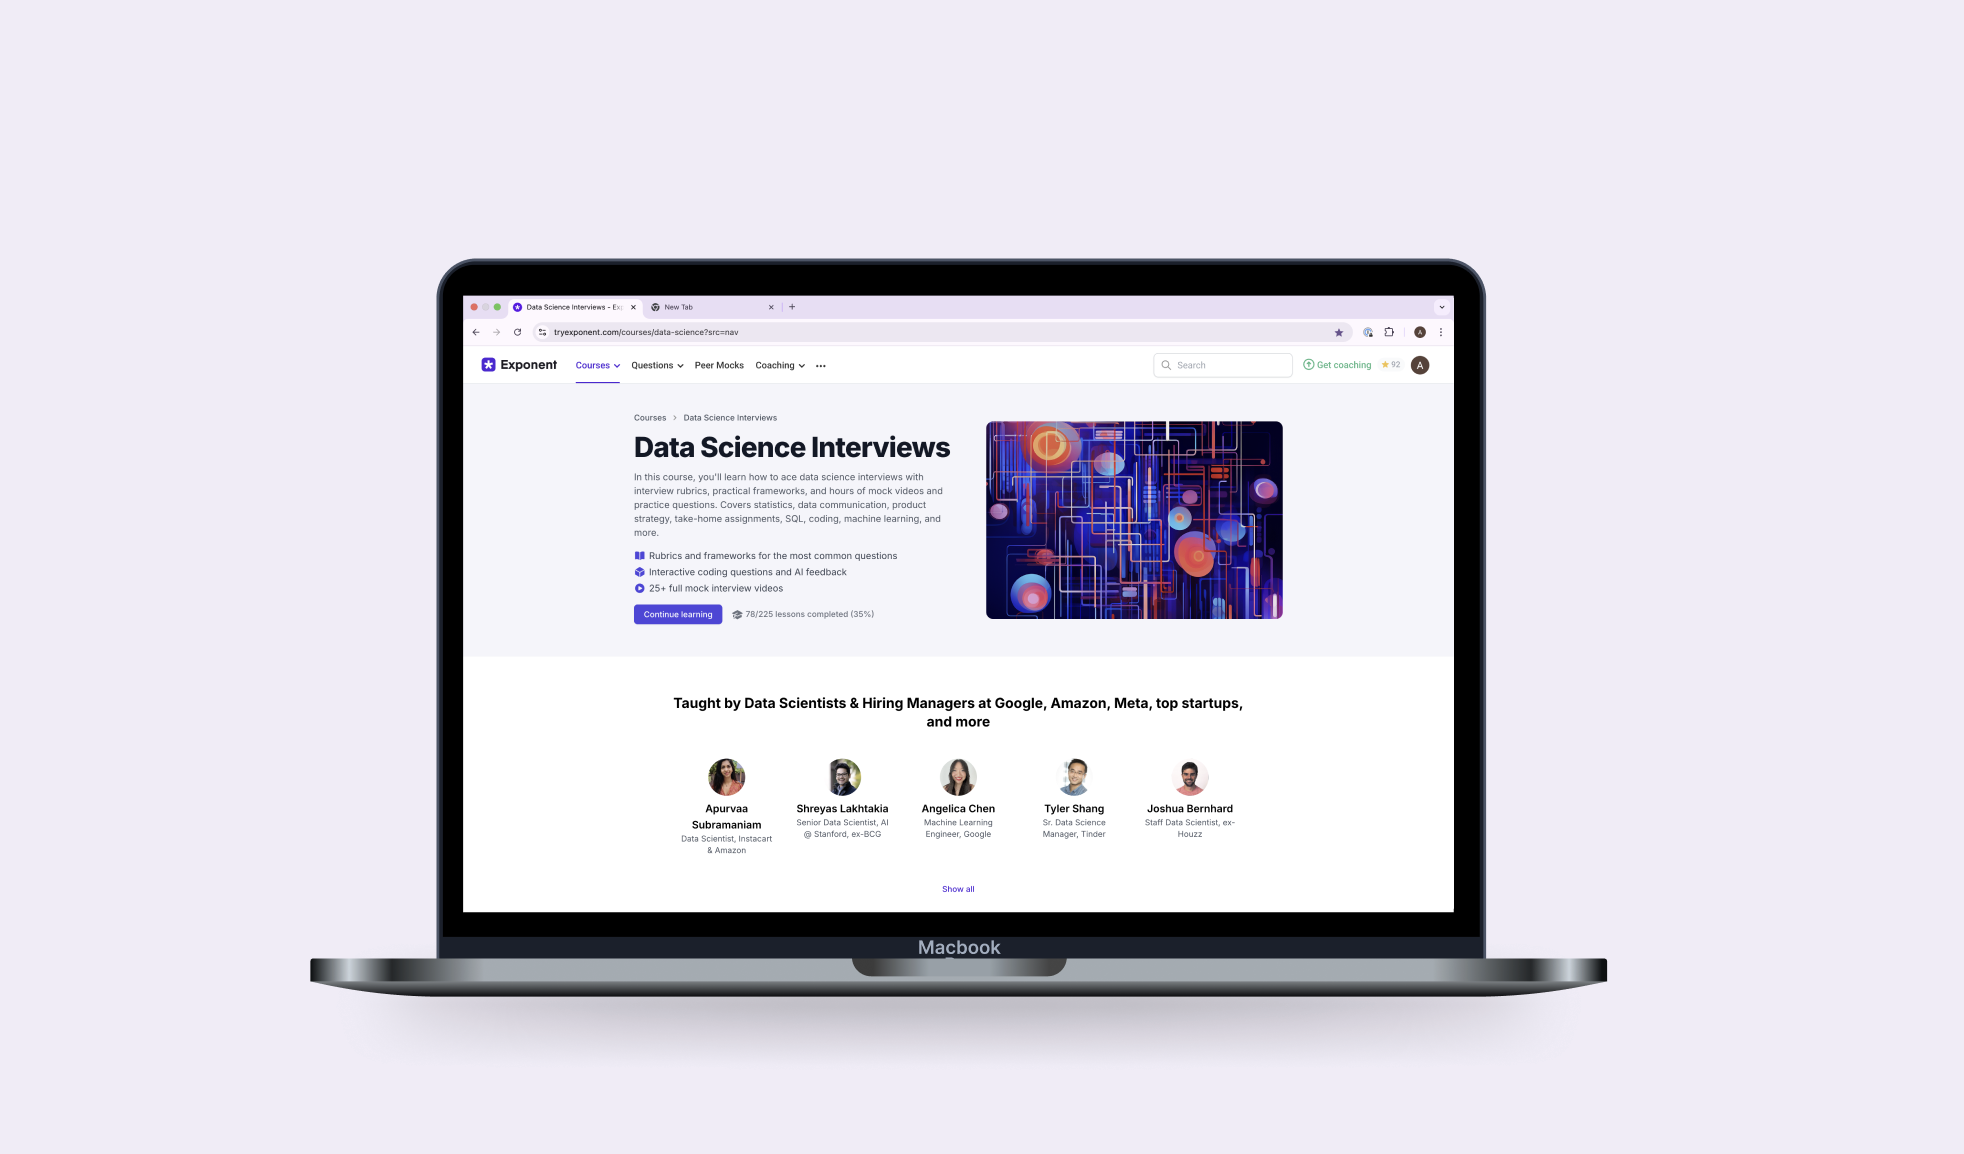 Data Science Interviews - Ex
New Tab
tryexponent.com/courses/data-science?src=nav
A
Exponent
Courses
Questions
Peer Mocks
Coaching
Search
Get coaching
92
A
Courses > Data Science Interviews
Data Science Interviews
In this course, you'll learn how to ace data science interviews with
interview rubrics, practical frameworks, and hours of mock videos and
practice questions. Covers statistics, data communication, product
strategy, take-home assignments, SQL, coding, machine learning, and
more.
Rubrics and frameworks for the most common questions
Interactive coding questions and AI feedback
25+ full mock interview videos
Continue learning
78/225 lessons completed (35%)
Taught by Data Scientists & Hiring Managers at Google, Amazon, Meta, top startups,
and more
Apurvaa
Subramaniam
Data Scientist, Instacart
& Amazon
Shreyas Lakhtakia
Senior Data Scientist, AI
@ Stanford, ex-BCG
Angelica Chen
Machine Learning
Engineer, Google
Tyler Shang
Sr. Data Science
Manager, Tinder
Joshua Bernhard
Staff Data Scientist, ex-
Houzz
Show all
Macbook